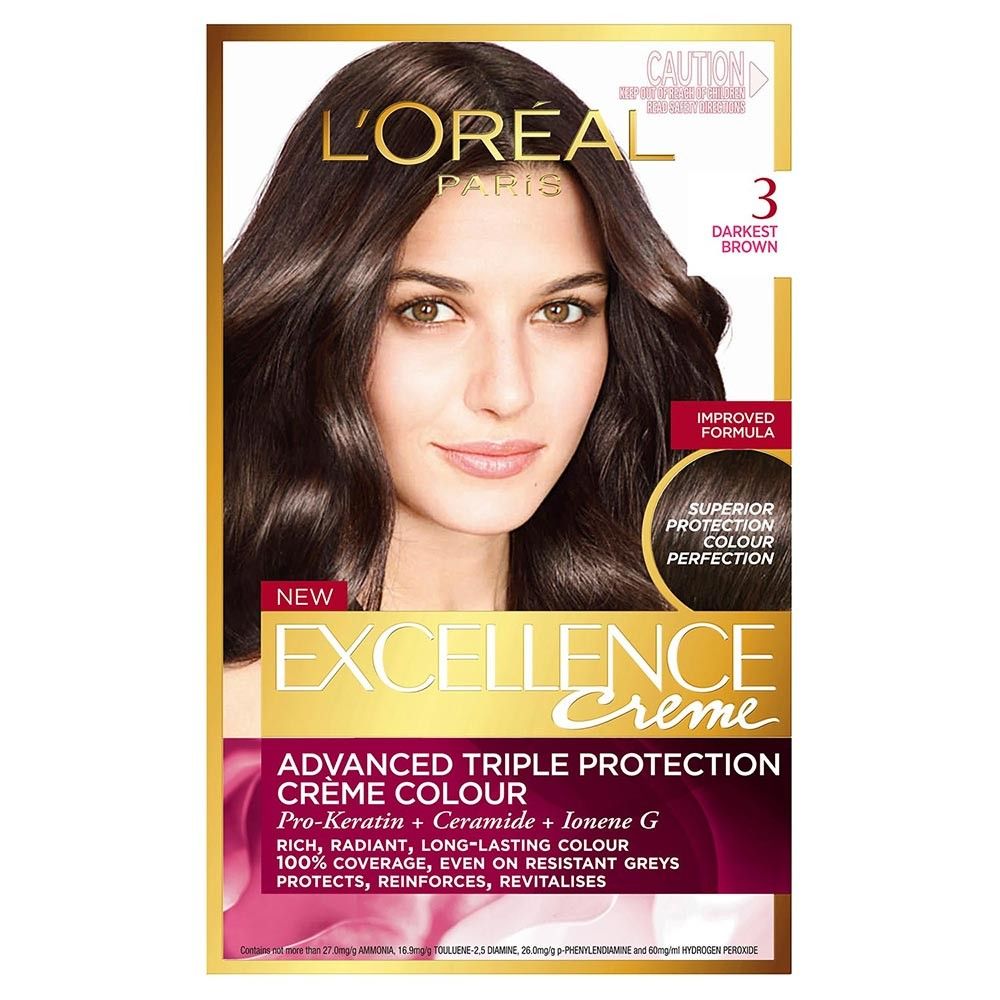 CAUTION
KEEP OUT OF REACH OF CHILDREN
READ SAFETY DIRECTIONS
L'ORÉAL
PARiS
3
DARKEST
BROWN
IMPROVED
FORMULA
SUPERIOR
PROTECTION
COLOUR
PERFECTION
NEW
EXCELLENCE
Creme
ADVANCED TRIPLE PROTECTION
CRÈME COLOUR
Pro-Keratin + Ceramide + Ionene G
RICH, RADIANT, LONG-LASTING COLOUR
100% COVERAGE, EVEN ON RESISTANT GREYS
PROTECTS, REINFORCES, REVITALISES
Contains not more than 27.0mg/g AMMONIA, 16.9mg/g TOULUENE-2,5 DIAMINE, 26.0mg/g p-PHENYLENDIAMINE and 60mg/ml HYDROGEN PEROXIDE